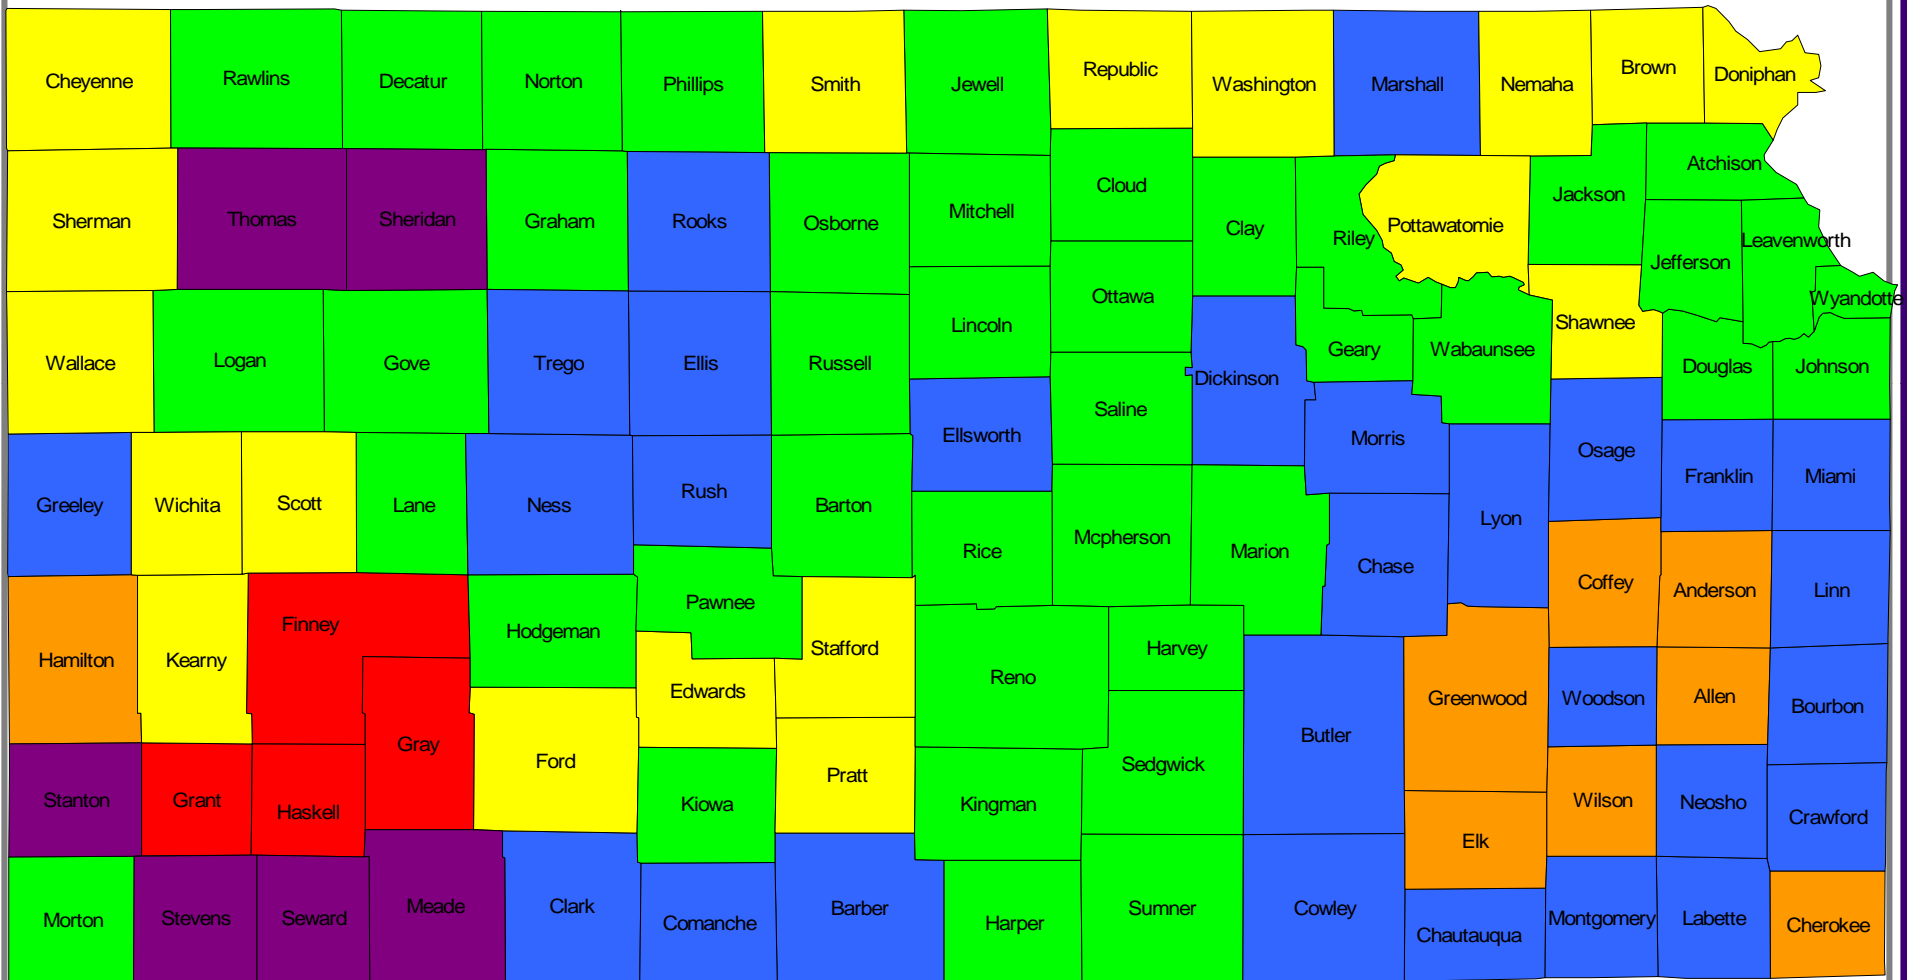 Cheyenne
Rawlins
Decatur
Norton
Phillips
Smith
Jewell
Republic
Washington
Marshall
Nemaha
Brown
Doniphan
Sherman
Thomas
Sheridan
Graham
Rooks
Osborne
Mitchell
Cloud
Clay
Riley
Pottawatomie
Jackson
Atchison
Jefferson
Leavenworth
Wyandotte
Wallace
Logan
Gove
Trego
Ellis
Russell
Lincoln
Ottawa
Saline
Dickinson
Geary
Wabaunsee
Shawnee
Douglas
Johnson
Greeley
Wichita
Scott
Lane
Ness
Rush
Barton
Ellsworth
Rice
Mcpherson
Marion
Morris
Chase
Lyon
Osage
Franklin
Miami
Hamilton
Kearny
Finney
Gray
Hodgeman
Pawnee
Edwards
Stafford
Reno
Harvey
Sedgwick
Butler
Greenwood
Coffey
Anderson
Linn
Woodson
Allen
Bourbon
Stanton
Grant
Haskell
Ford
Kiowa
Pratt
Kingman
Elk
Wilson
Neosho
Crawford
Morton
Stevens
Seward
Meade
Clark
Comanche
Barber
Harper
Sumner
Cowley
Chautauqua
Montgomery
Labette
Cherokee